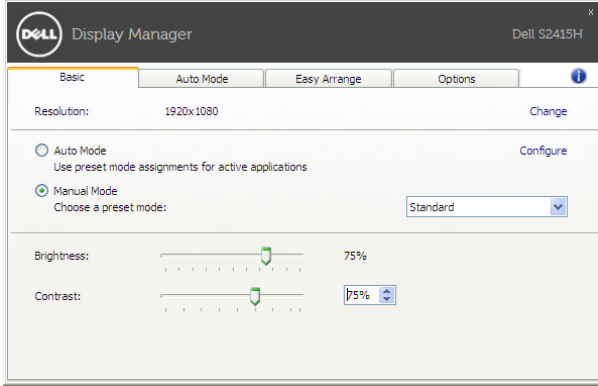 x
DELL Display Manager Dell S2415H
Basic Auto Mode Easy Arrange Options i
Resolution: 1920x1080 Change
Auto Mode Configure
Use preset mode assignments for active applications
Manual Mode
Choose a preset mode: Standard
Brightness: 75%
Contrast: 75%